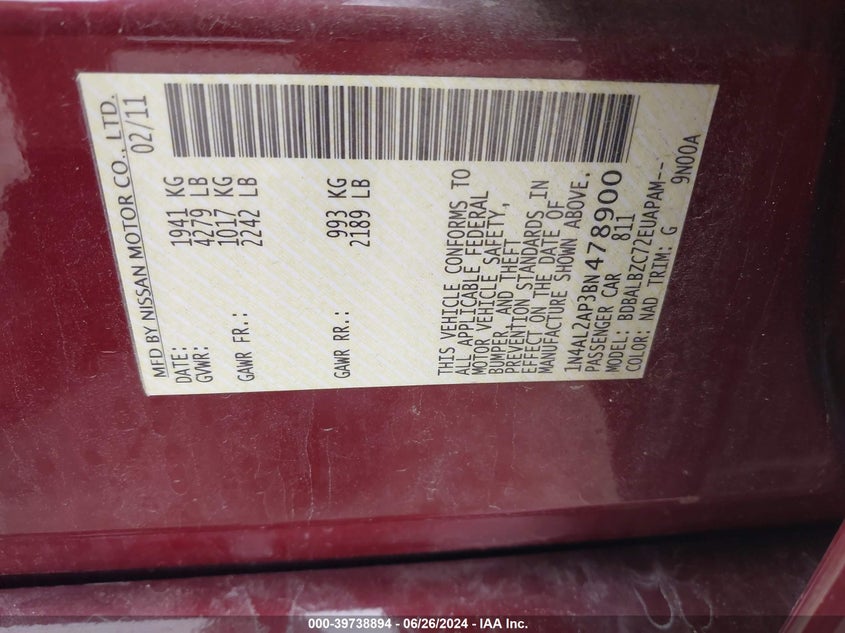 MFD BY NISSAN MOTOR CO., LTD.
DATE: 02/11
GVWR: 1941 KG
4279 LB
GAWR FR.: 1017 KG
2242 LB
GAWR RR.: 993 KG
2189 LB
THIS VEHICLE CONFORMS TO
ALL APPLICABLE FEDERAL
MOTOR VEHICLE SAFETY,
BUMPER, AND THEFT
PREVENTION STANDARDS IN
EFFECT ON THE DATE OF
MANUFACTURE SHOWN ABOVE.
1N4AL2AP3BN478900
PASSENGER CAR 811
MODEL: BDBALBZC72EUAPAM--
COLOR: NAD TRIM: G 9N00A
000-39738894 - 06/26/2024 - IAA Inc.